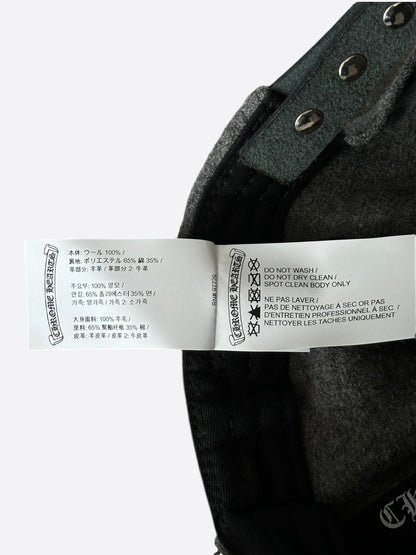 本体: ウール 100% /
裏地: ポリエステル 65% 綿 35% /
革部分: 羊革 / 革部分 2: 牛革
주요부: 100% 양모 /
안감: 65% 폴리에스터 35% 면 /
가죽: 양가죽 / 가죽 2: 소가죽
大身面料: 100% 羊毛 /
里料: 65% 聚酯纤维 35% 棉 /
皮革: 羊皮革 / 皮革 2: 牛皮革
CHROME HEARTS
RN# 97729
CHROME HEARTS
DO NOT WASH /
DO NOT DRY CLEAN /
SPOT CLEAN BODY ONLY
NE PAS LAVER /
PAS DE NETTOYAGE À SEC OR PAS
D'ENTRETIEN PROFESSIONNEL À SEC /
NETTOYER LES TACHES UNIQUEMENT